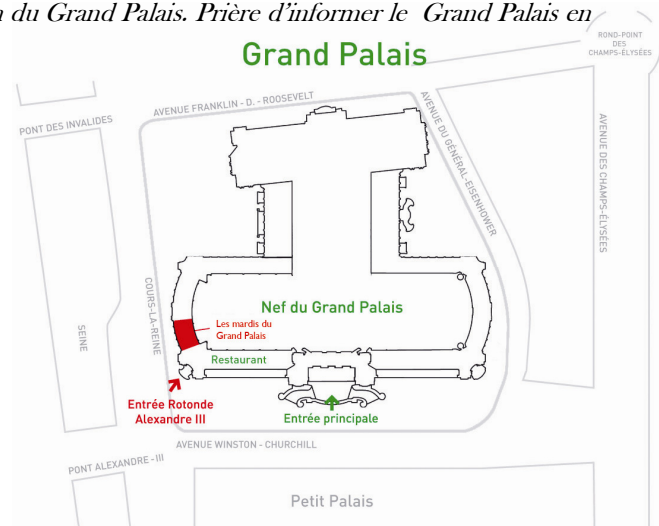 du Grand Palais. Prière d'informer le Grand Palais en
Grand Palais
ROND-POINT
DES
CHAMPS-ÉLYSÉES
AVENUE FRANKLIN - D. - ROOSEVELT
PONT DES INVALIDES
AVENUE DU GÉNÉRAL-EISENHOWER
AVENUE DES CHAMPS-ÉLYSÉES
COURS-LA-REINE
SEINE
Nef du Grand Palais
Les mardis du
Grand Palais
Restaurant
Entrée Rotonde
Alexandre III
Entrée principale
AVENUE WINSTON - CHURCHILL
PONT ALEXANDRE - III
Petit Palais